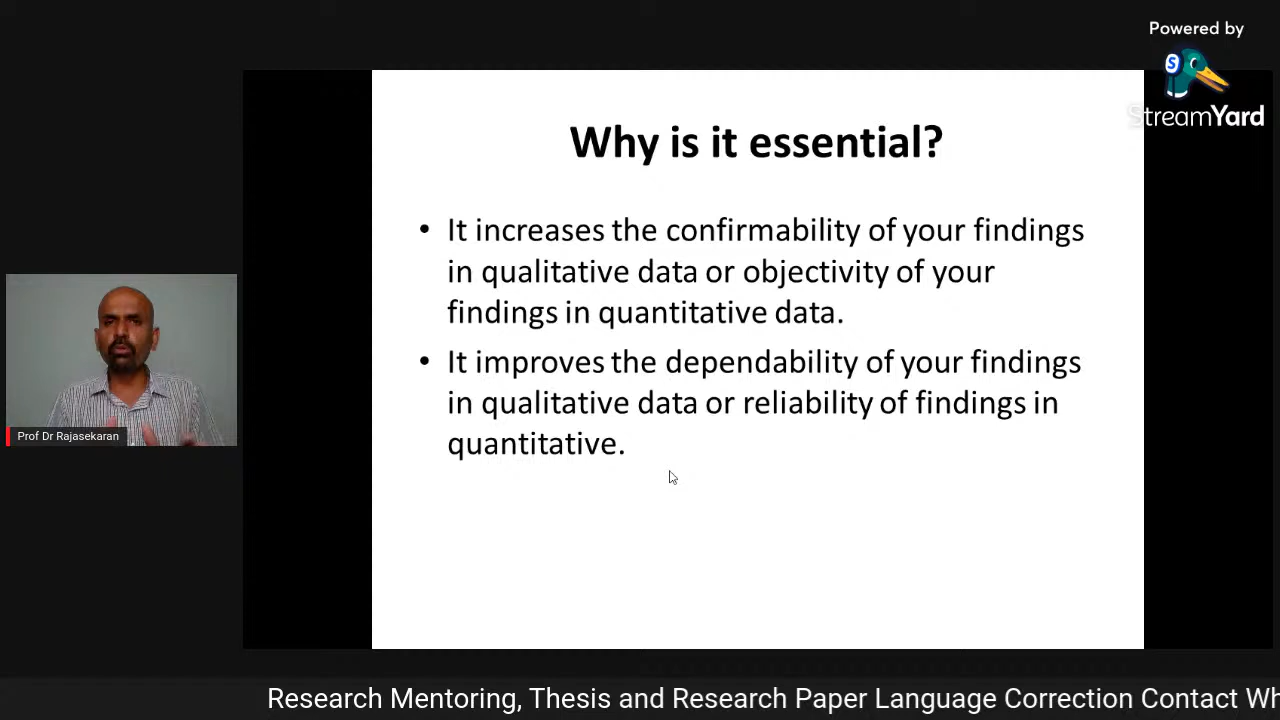 Powered by
StreamYard
Why is it essential?
• It increases the confirmability of your findings
in qualitative data or objectivity of your
findings in quantitative data.
• It improves the dependability of your findings
in qualitative data or reliability of findings in
quantitative.
Prof Dr Rajasekaran
Research Mentoring, Thesis and Research Paper Language Correction Contact Wh